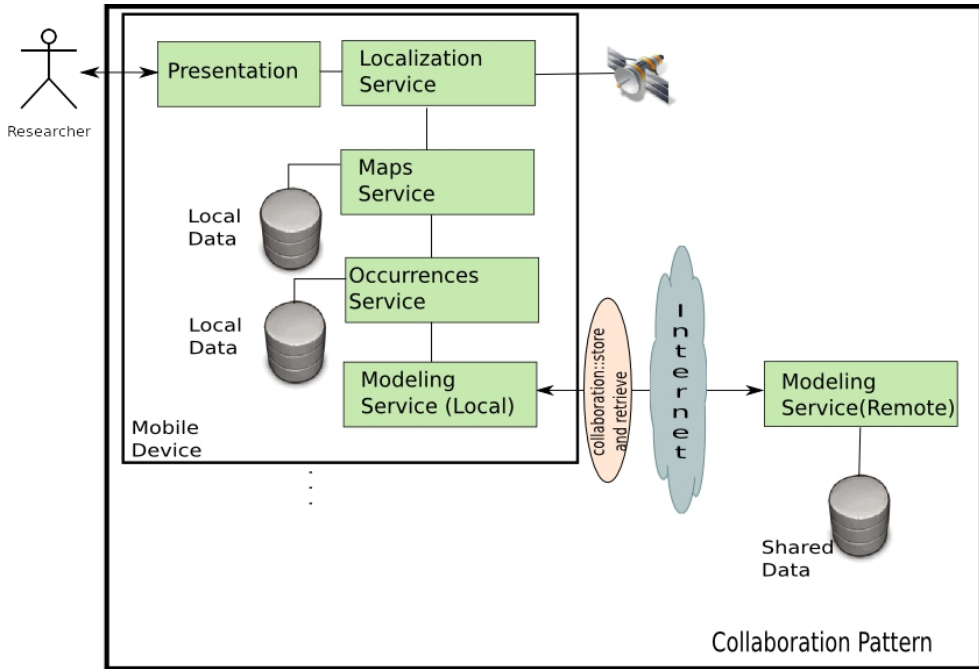 Researcher
Presentation
Localization
Service
Maps
Service
Local
Data
Occurrences
Service
Local
Data
Modeling
Service (Local)
Mobile
Device
collaboration::store
and retrieve
Internet
Modeling
Service(Remote)
Shared
Data
Collaboration Pattern